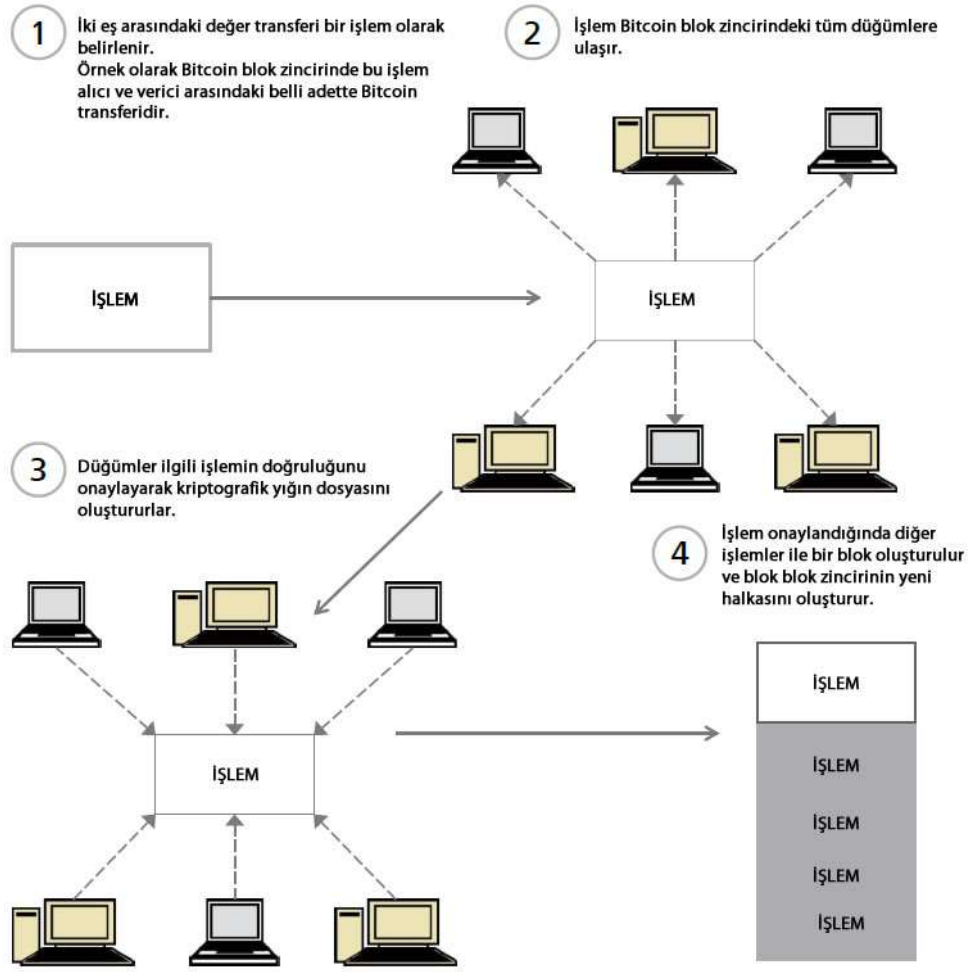 1
İki eş arasındaki değer transferi bir işlem olarak
belirlenir.
Örnek olarak Bitcoin blok zincirinde bu işlem
alıcı ve verici arasındaki belli adette Bitcoin
transferidir.
2
İşlem Bitcoin blok zincirindeki tüm düğümlere
ulaşır.
İŞLEM
İŞLEM
3
Düğümler ilgili işlemin doğruluğunu
onaylayarak kriptografik yığın dosyasını
oluştururlar.
4
İşlem onaylandığında diğer
işlemler ile bir blok oluşturulur
ve blok blok zincirinin yeni
halkasını oluşturur.
İŞLEM
İŞLEM
İŞLEM
İŞLEM
İŞLEM
İŞLEM